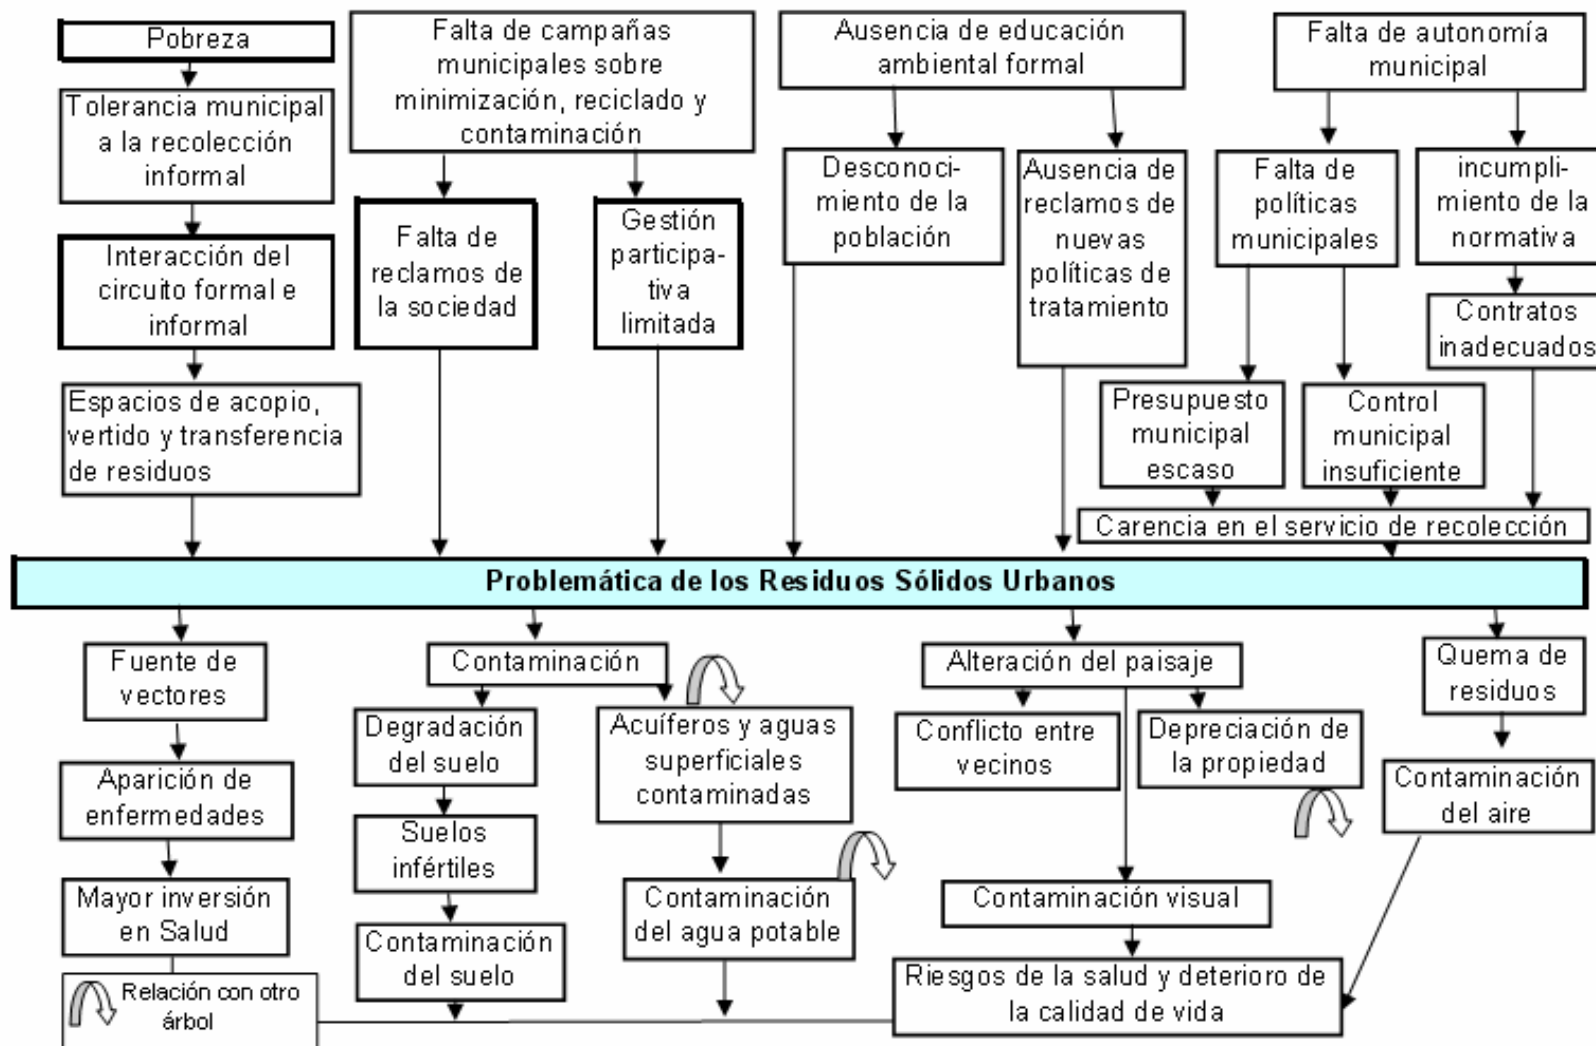 Pobreza
Tolerancia municipal
a la recolección
informal
Interacción del
circuito formal e
informal
Espacios de acopio,
vertido y transferencia
de residuos
Falta de campañas
municipales sobre
minimización, reciclado y
contaminación
Falta de
reclamos de
la sociedad
Gestión
participa-
tiva
limitada
Ausencia de educación
ambiental formal
Desconoci-
miento de la
población
Ausencia de
reclamos de
nuevas
políticas de
tratamiento
Falta de autonomía
municipal
Falta de
políticas
municipales
incumpli-
miento de la
normativa
Contratos
inadecuados
Presupuesto
municipal
escaso
Control
municipal
insuficiente
Carencia en el servicio de recolección
Problemática de los Residuos Sólidos Urbanos
Fuente de
vectores
Aparición de
enfermedades
Mayor inversión
en Salud
Contaminación
Degradación
del suelo
Suelos
infértiles
Contaminación
del suelo
Acuíferos y aguas
superficiales
contaminadas
Contaminación
del agua potable
Alteración del paisaje
Conflicto entre
vecinos
Depreciación de
la propiedad
Contaminación visual
Riesgos de la salud y deterioro de
la calidad de vida
Quema de
residuos
Contaminación
del aire
Relación con otro
árbol